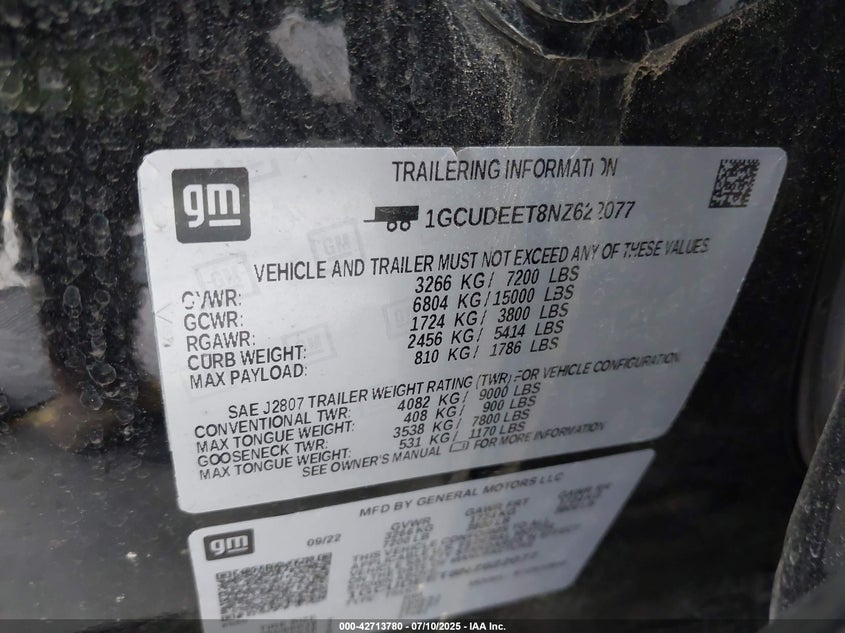 gm
TRAILERING INFORMATION
1GCUDEET8NZ622077
VEHICLE AND TRAILER MUST NOT EXCEED ANY OF THESE VALUES
GVWR: 3266 KG / 7200 LBS
GCWR: 6804 KG / 15000 LBS
RGAWR: 1724 KG / 3800 LBS
CURB WEIGHT: 2456 KG / 5414 LBS
MAX PAYLOAD: 810 KG / 1786 LBS
SAE J2807 TRAILER WEIGHT RATING (TWR) FOR VEHICLE CONFIGURATION
CONVENTIONAL TWR: 4082 KG / 9000 LBS
MAX TONGUE WEIGHT: 408 KG / 900 LBS
GOOSENECK TWR: 3538 KG / 7800 LBS
MAX TONGUE WEIGHT: 531 KG / 1170 LBS
SEE OWNER'S MANUAL FOR MORE INFORMATION
gm
MFD BY GENERAL MOTORS LLC
09/22
GVWR
GAWR FRT
GAWR RR
000-42713780 - 07/10/2025 - IAA Inc.